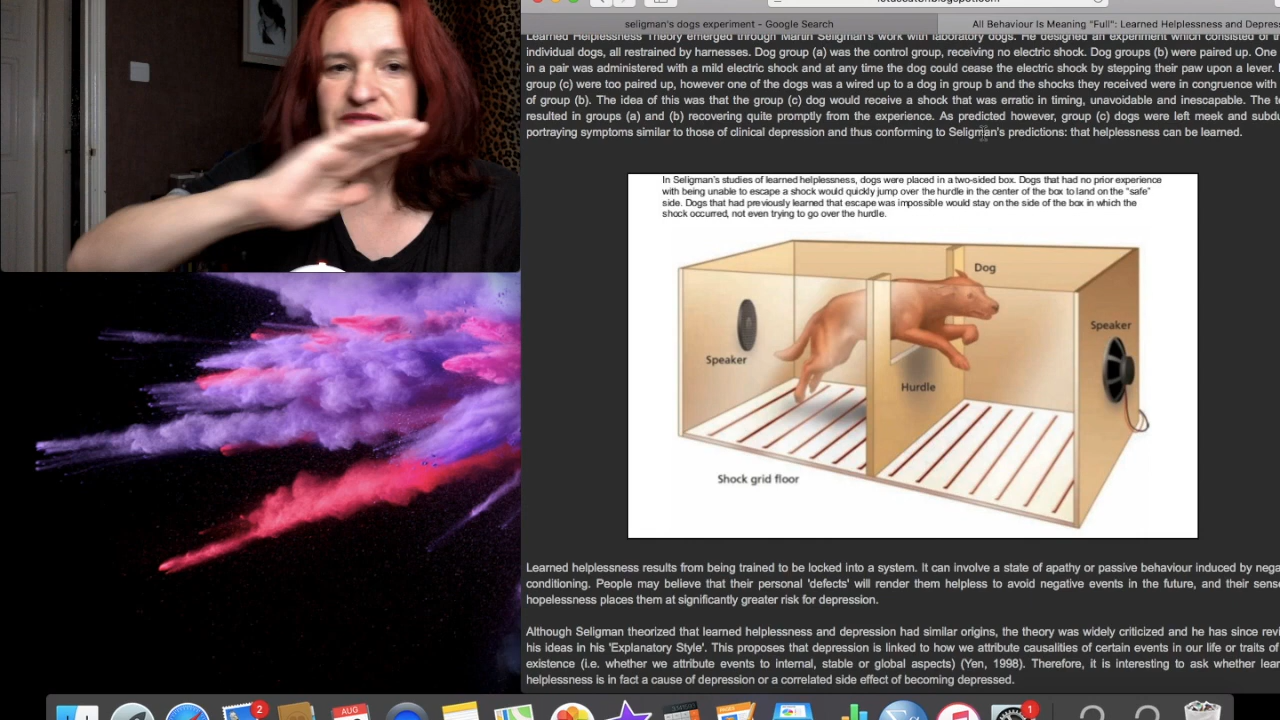 letuscuten.blogspot.com
seligman's dogs experiment - Google Search
All Behaviour Is Meaning "Full": Learned Helplessness and Depres
Learned Helplessness Theory emerged through Martin Seligman's work with laboratory dogs. He designed an experiment which consisted of
individual dogs, all restrained by harnesses. Dog group (a) was the control group, receiving no electric shock. Dog groups (b) were paired up. One
in a pair was administered with a mild electric shock and at any time the dog could cease the electric shock by stepping their paw upon a lever.
group (c) were too paired up, however one of the dogs was a wired up to a dog in group b and the shocks they received were in congruence with
of group (b). The idea of this was that the group (c) dog would receive a shock that was erratic in timing, unavoidable and inescapable. The te
resulted in groups (a) and (b) recovering quite promptly from the experience. As predicted however, group (c) dogs were left meek and subdu
portraying symptoms similar to those of clinical depression and thus conforming to Seligman's predictions: that helplessness can be learned.
In Seligman's studies of learned helplessness, dogs were placed in a two-sided box. Dogs that had no prior experience
with being unable to escape a shock would quickly jump over the hurdle in the center of the box to land on the "safe"
side. Dogs that had previously learned that escape was impossible would stay on the side of the box in which the
shock occurred, not even trying to go over the hurdle.
Dog
Speaker
Speaker
Hurdle
Shock grid floor
Learned helplessness results from being trained to be locked into a system. It can involve a state of apathy or passive behaviour induced by nega
conditioning. People may believe that their personal 'defects' will render them helpless to avoid negative events in the future, and their sense
hopelessness places them at significantly greater risk for depression.
Although Seligman theorized that learned helplessness and depression had similar origins, the theory was widely criticized and he has since revi
his ideas in his 'Explanatory Style'. This proposes that depression is linked to how we attribute causalities of certain events in our life or traits of
existence (i.e. whether we attribute events to internal, stable or global aspects) (Yen, 1998). Therefore, it is interesting to ask whether lear
helplessness is in fact a cause of depression or a correlated side effect of becoming depressed.
2
AUG
1